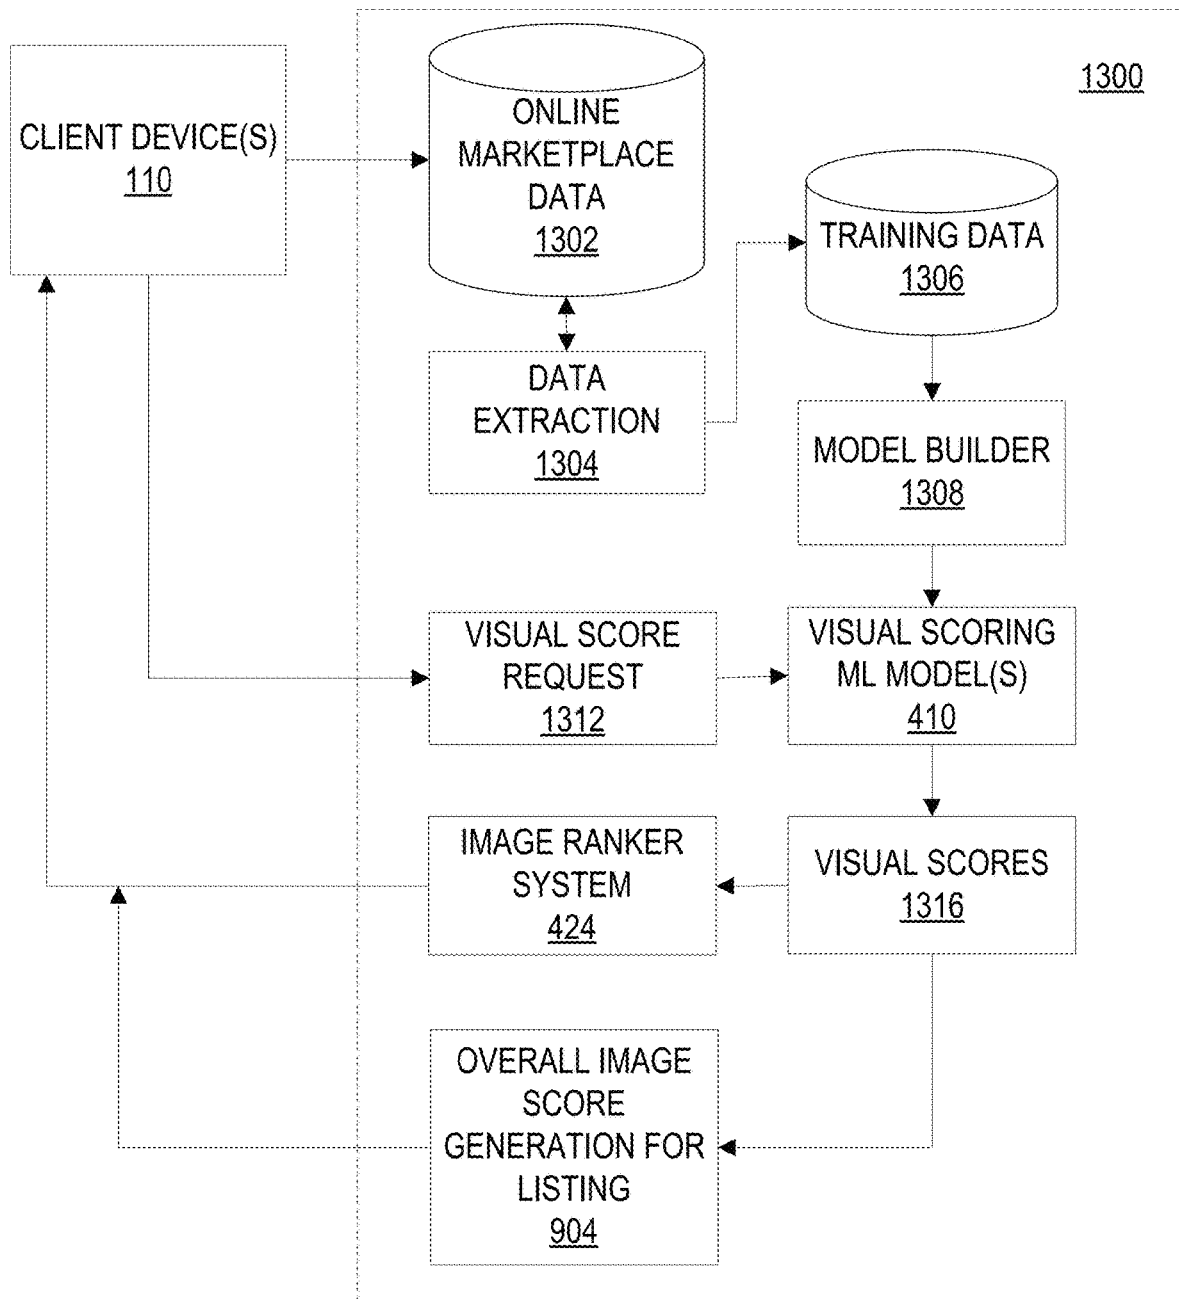 1300
CLIENT DEVICE(S)
110
ONLINE
MARKETPLACE
DATA
1302
TRAINING DATA
1306
DATA
EXTRACTION
1304
MODEL BUILDER
1308
VISUAL SCORE
REQUEST
1312
VISUAL SCORING
ML MODEL(S)
410
IMAGE RANKER
SYSTEM
424
VISUAL SCORES
1316
OVERALL IMAGE
SCORE
GENERATION FOR
LISTING
904